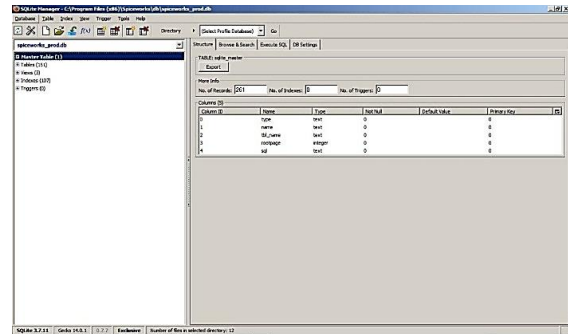 SQLite Manager - C:\Program Files (x86)\Spiceworks\db\spiceworks_prod.db
Database Table Index View Trigger Tools Help
f(x) Directory (Select Profile Database) Go
spiceworks_prod.db
Structure Browse & Search Execute SQL DB Settings
Master Table (1)
Tables (151)
Views (3)
Indexes (107)
Triggers (0)
TABLE: sqlite_master
Export
More Info.
No. of Records: 261 No. of Indexes: 0 No. of Triggers: 0
Columns (5)
Column ID Name Type Not Null Default Value Primary Key
0 type text 0 0
1 name text 0 0
2 tbl_name text 0 0
3 rootpage integer 0 0
4 sql text 0 0
SQLite 3.7.11 Gecko 14.0.1 0.7.7 Exclusive Number of files in selected directory: 12